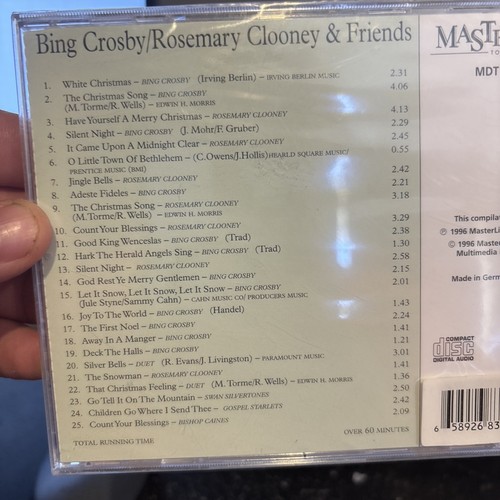 Bing Crosby/Rosemary Clooney & Friends
1. White Christmas – BING CROSBY (Irving Berlin) – IRVING BERLIN MUSIC 2.31
2. The Christmas Song – BING CROSBY 4.06
(M.Torme/R.Wells) – EDWIN H. MORRIS
3. Have Yourself A Merry Christmas – ROSEMARY CLOONEY 4.13
4. Silent Night – BING CROSBY (J.Mohr/F.Gruber) 2.29
5. It Came Upon A Midnight Clear – ROSEMARY CLOONEY 2.45
6. O Little Town Of Bethlehem – (C.Owens/J.Hollis) HEARLD SQUARE MUSIC/ 0.55
PRENTICE MUSIC (BMI)
7. Jingle Bells – ROSEMARY CLOONEY 2.42
8. Adeste Fideles – BING CROSBY 2.21
9. The Christmas Song – ROSEMARY CLOONEY 3.18
(M.Torme/R.Wells) – EDWIN H. MORRIS
10. Count Your Blessings – ROSEMARY CLOONEY 3.29
11. Good King Wenceslas – BING CROSBY (Trad) 2.38
12. Hark The Herald Angels Sing – BING CROSBY (Trad) 1.30
13. Silent Night – ROSEMARY CLOONEY 2.58
14. God Rest Ye Merry Gentlemen – BING CROSBY 2.15
15. Let It Snow, Let It Snow, Let It Snow – BING CROSBY 2.01
(Jule Styne/Sammy Cahn) – CAHN MUSIC CO/ PRODUCERS MUSIC
16. Joy To The World – BING CROSBY (Handel) 1.43
17. The First Noel – BING CROSBY 2.24
18. Away In A Manger – BING CROSBY 1.41
19. Deck The Halls – BING CROSBY 1.21
20. Silver Bells – DUET (R. Evans/J. Livingston) – PARAMOUNT MUSIC 3.01
21. The Snowman – ROSEMARY CLOONEY 1.41
22. That Christmas Feeling – DUET (M.Torme/R.Wells) – EDWIN H. MORRIS 1.36
23. Go Tell It On The Mountain – SWAN SILVERTONES 2.50
24. Children Go Where I Send Thee – GOSPEL STARLETS 2.42
25. Count Your Blessings – BISHOP CAINES 2.09
TOTAL RUNNING TIME OVER 60 MINUTES
MDT
This compila
℗ 1996 MasterLi
© 1996 Master
Multimedia
Made in Germ
COMPACT
disc
DIGITAL AUDIO
6 58926 83